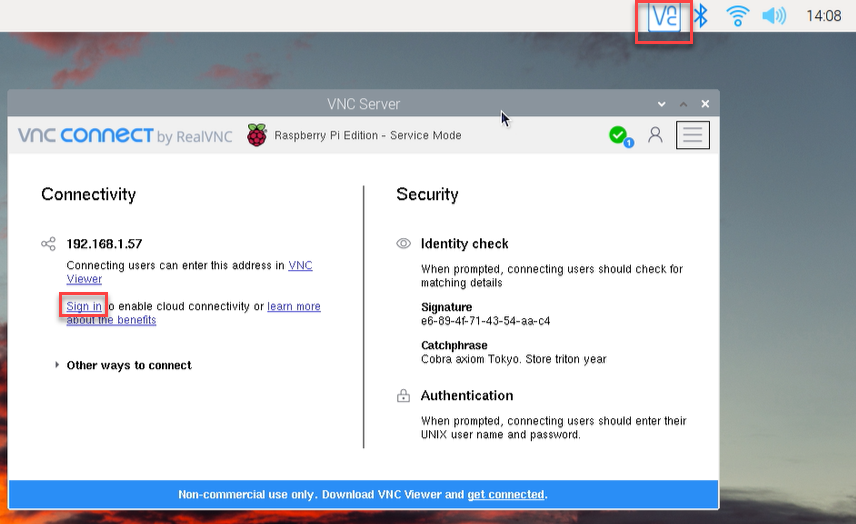 V2
14:08
VNC Server
vnc connect by RealVNC
Raspberry Pi Edition - Service Mode
1
Connectivity
192.168.1.57
Connecting users can enter this address in VNC
Viewer
Sign in to enable cloud connectivity or learn more
about the benefits
Other ways to connect
Security
Identity check
When prompted, connecting users should check for
matching details
Signature
e6-89-4f-71-43-54-aa-c4
Catchphrase
Cobra axiom Tokyo. Store triton year
Authentication
When prompted, connecting users should enter their
UNIX user name and password.
Non-commercial use only. Download VNC Viewer and get connected.